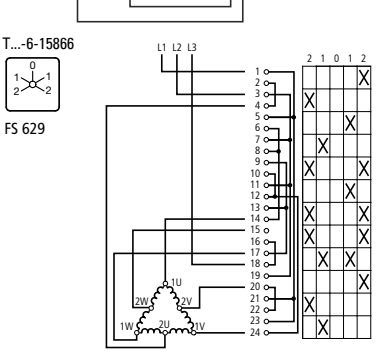 T...-6-15866
0
1 1
2 2
FS 629
L1 L2 L3
2 1 0 1 2
1
2
3
4
5
6
7
8
9
10
11
12
13
14
15
16
17
18
19
20
21
22
23
24
X
X
X
X
X X
X
X X
X X
X X
X
X
X
1U
2W 2V
1W 2U 1V